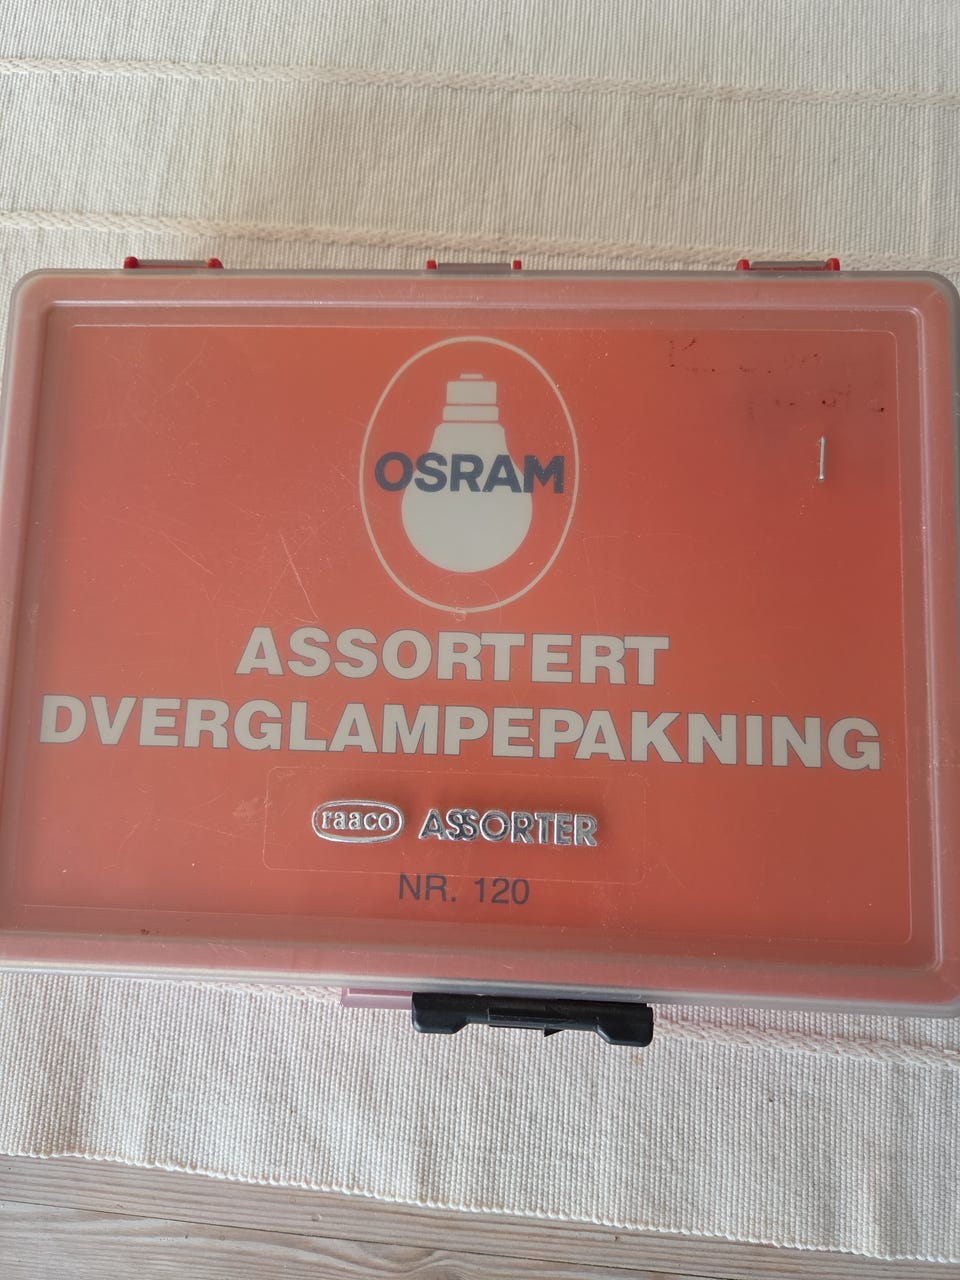 OSRAM
ASSORTERT
DVERGLAMPEPAKNING
raaco ASSORTER
NR. 120